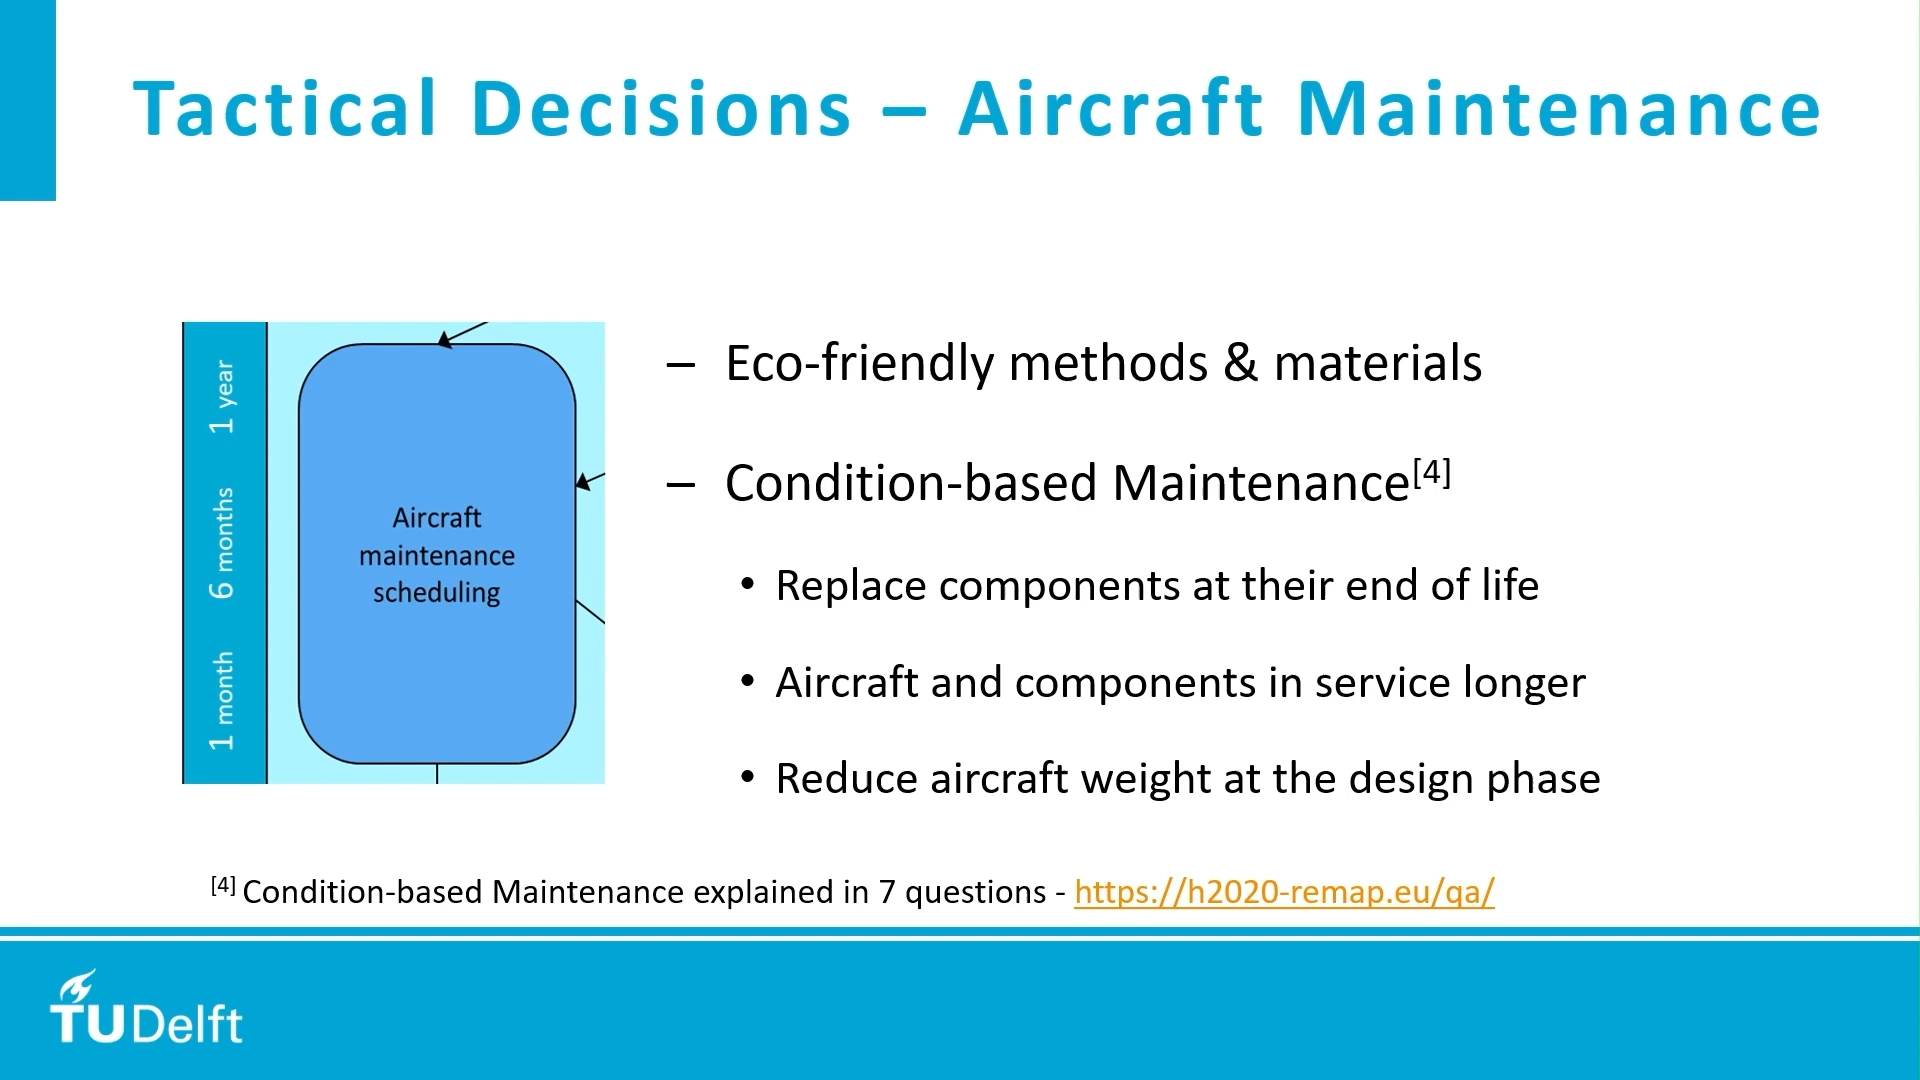 Tactical Decisions – Aircraft Maintenance
1 year
6 months
1 month
Aircraft
maintenance
scheduling
– Eco-friendly methods & materials
– Condition-based Maintenance[4]
• Replace components at their end of life
• Aircraft and components in service longer
• Reduce aircraft weight at the design phase
[4] Condition-based Maintenance explained in 7 questions - https://h2020-remap.eu/qa/
TU Delft